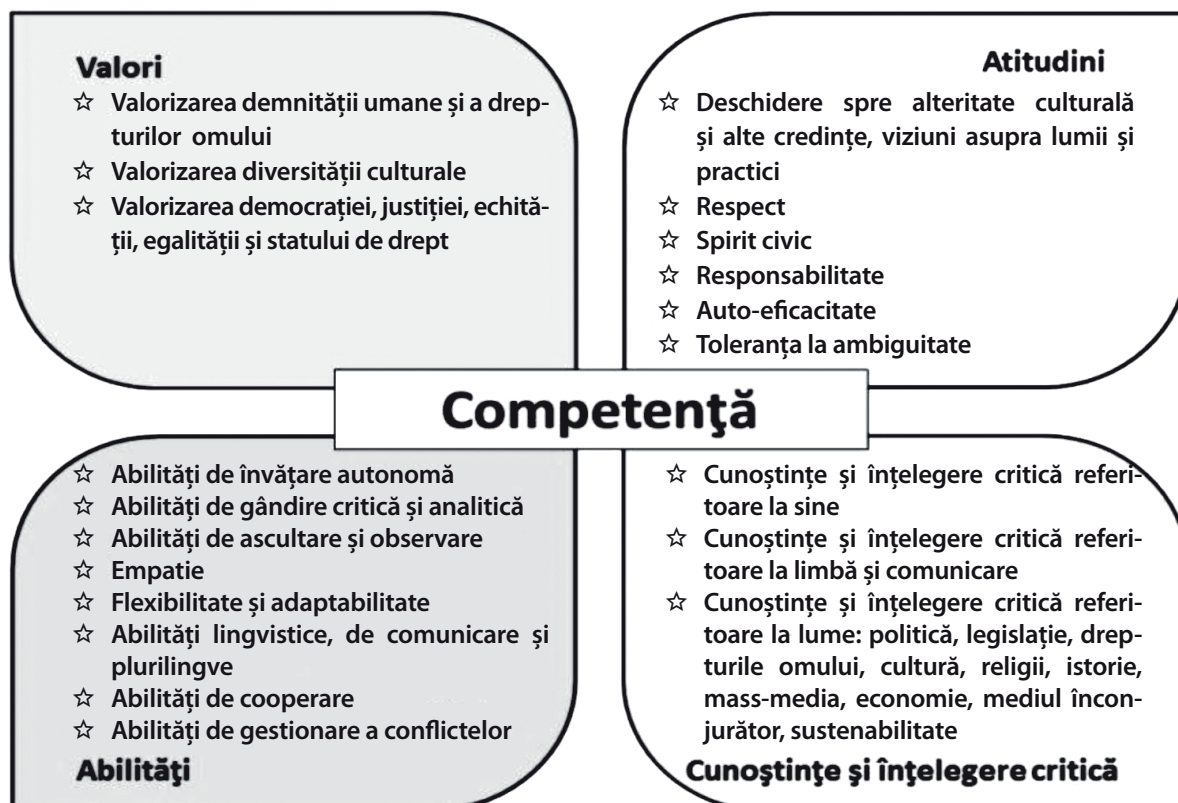 Valori
☆ Valorizarea demnității umane și a drep-
turilor omului
☆ Valorizarea diversității culturale
☆ Valorizarea democrației, justiției, echită-
ții, egalității și statului de drept
Atitudini
☆ Deschidere spre alteritate culturală
și alte credințe, viziuni asupra lumii și
practici
☆ Respect
☆ Spirit civic
☆ Responsabilitate
☆ Auto-eficacitate
☆ Toleranța la ambiguitate
Competenţă
☆ Abilități de învățare autonomă
☆ Abilități de gândire critică și analitică
☆ Abilități de ascultare și observare
☆ Empatie
☆ Flexibilitate și adaptabilitate
☆ Abilități lingvistice, de comunicare și
plurilingve
☆ Abilități de cooperare
☆ Abilități de gestionare a conflictelor
Abilităţi
☆ Cunoștințe și înțelegere critică referi-
toare la sine
☆ Cunoștințe și înțelegere critică referi-
toare la limbă și comunicare
☆ Cunoștințe și înțelegere critică referi-
toare la lume: politică, legislație, drep-
turile omului, cultură, religii, istorie,
mass-media, economie, mediul încon-
jurător, sustenabilitate
Cunoştinţe şi înţelegere critică